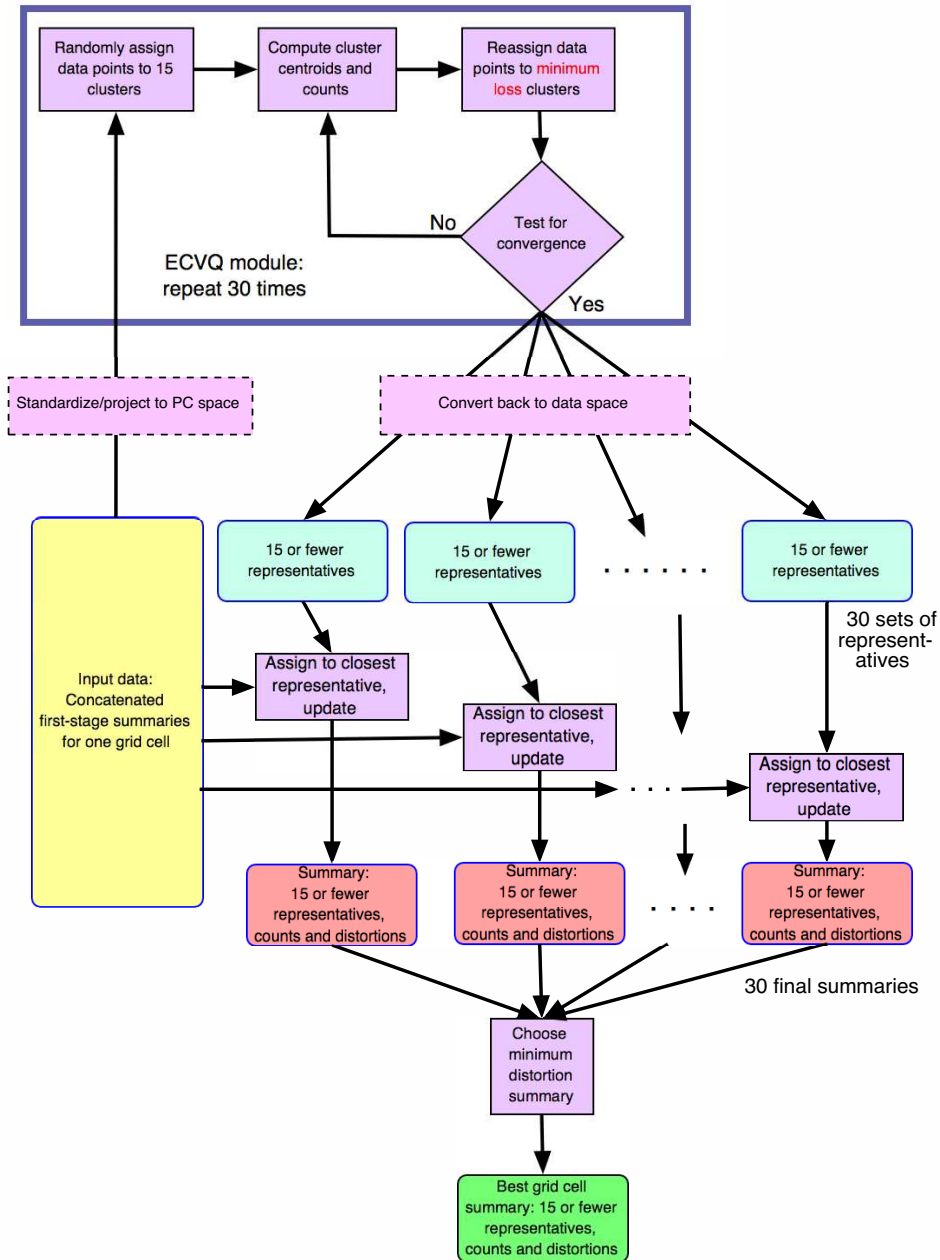 Randomly assign
data points to 15
clusters
Compute cluster
centroids and
counts
Reassign data
points to minimum
loss clusters
Test for
convergence
No
Yes
ECVQ module:
repeat 30 times
Standardize/project to PC space
Convert back to data space
15 or fewer
representatives
15 or fewer
representatives
. . . . . .
15 or fewer
representatives
30 sets of
represent-
atives
Input data:
Concatenated
first-stage summaries
for one grid cell
Assign to closest
representative,
update
Assign to closest
representative,
update
. . . .
Assign to closest
representative,
update
Summary:
15 or fewer
representatives,
counts and distortions
Summary:
15 or fewer
representatives,
counts and distortions
. . . .
Summary:
15 or fewer
representatives,
counts and distortions
30 final summaries
Choose
minimum
distortion
summary
Best grid cell
summary: 15 or fewer
representatives,
counts and distortions